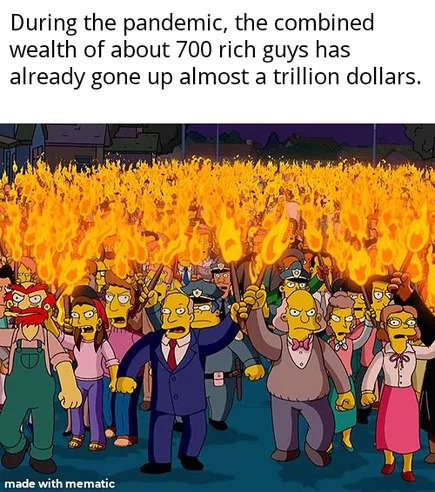 During the pandemic, the combined
wealth of about 700 rich guys has
already gone up almost a trillion dollars.
made with mematic